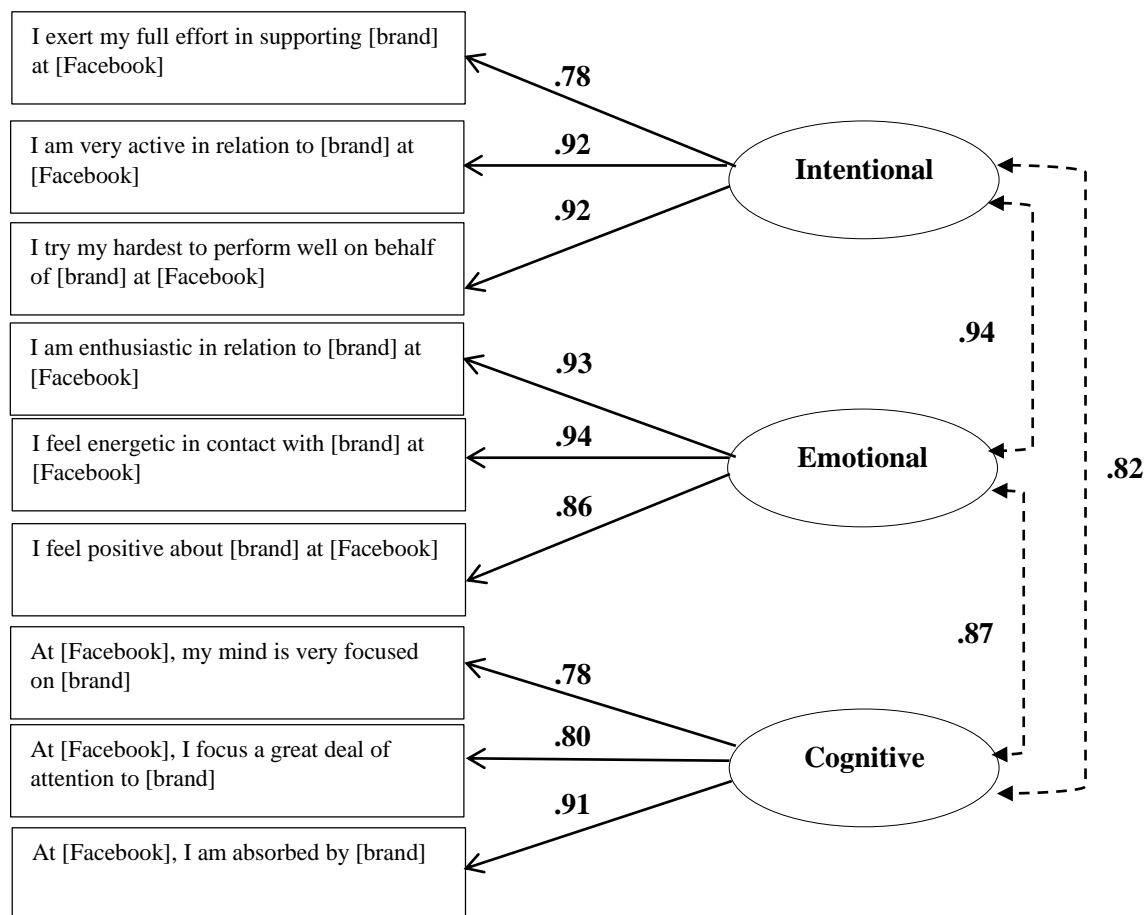 I exert my full effort in supporting [brand]
at [Facebook]
.78
I am very active in relation to [brand] at
[Facebook]
.92
Intentional
I try my hardest to perform well on behalf
of [brand] at [Facebook]
.92
I am enthusiastic in relation to [brand] at
[Facebook]
.93
.94
I feel energetic in contact with [brand] at
[Facebook]
.94
Emotional
.82
I feel positive about [brand] at [Facebook]
.86
At [Facebook], my mind is very focused
on [brand]
.78
.87
At [Facebook], I focus a great deal of
attention to [brand]
.80
Cognitive
At [Facebook], I am absorbed by [brand]
.91